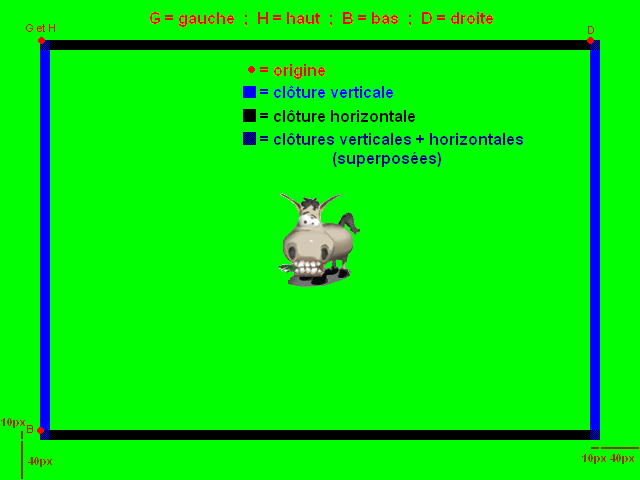 G = gauche ; H = haut ; B = bas ; D = droite
G et H
D
= origine
= clôture verticale
= clôture horizontale
= clôtures verticales + horizontales
(superposées)
10px
B
40px
10px 40px